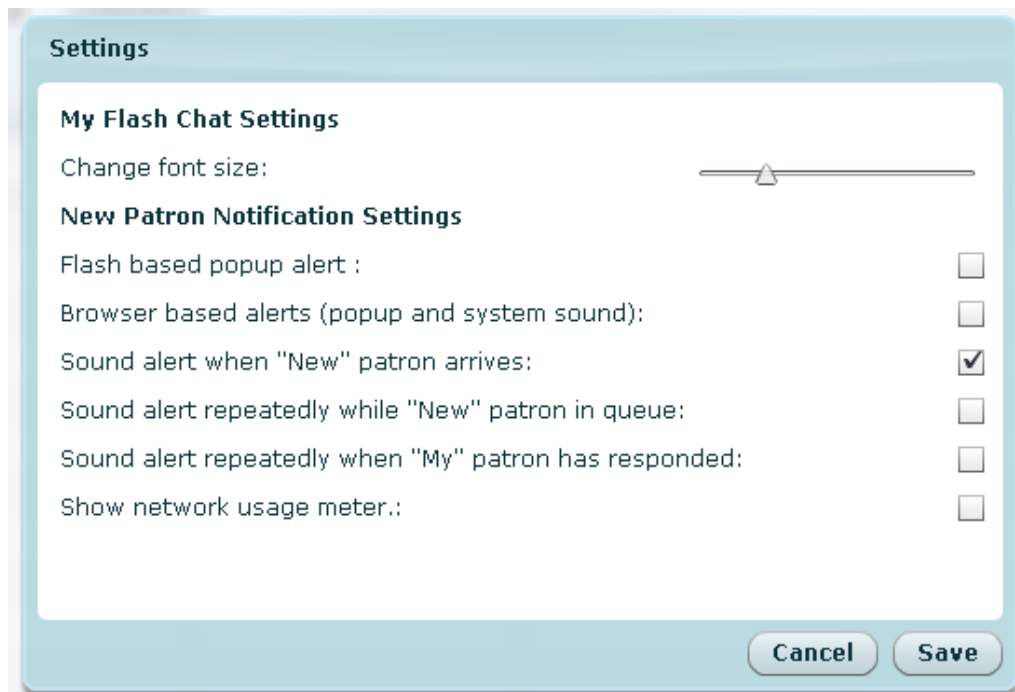 Settings
My Flash Chat Settings
Change font size:
New Patron Notification Settings
Flash based popup alert :
Browser based alerts (popup and system sound):
Sound alert when "New" patron arrives:
Sound alert repeatedly while "New" patron in queue:
Sound alert repeatedly when "My" patron has responded:
Show network usage meter.:
Cancel Save